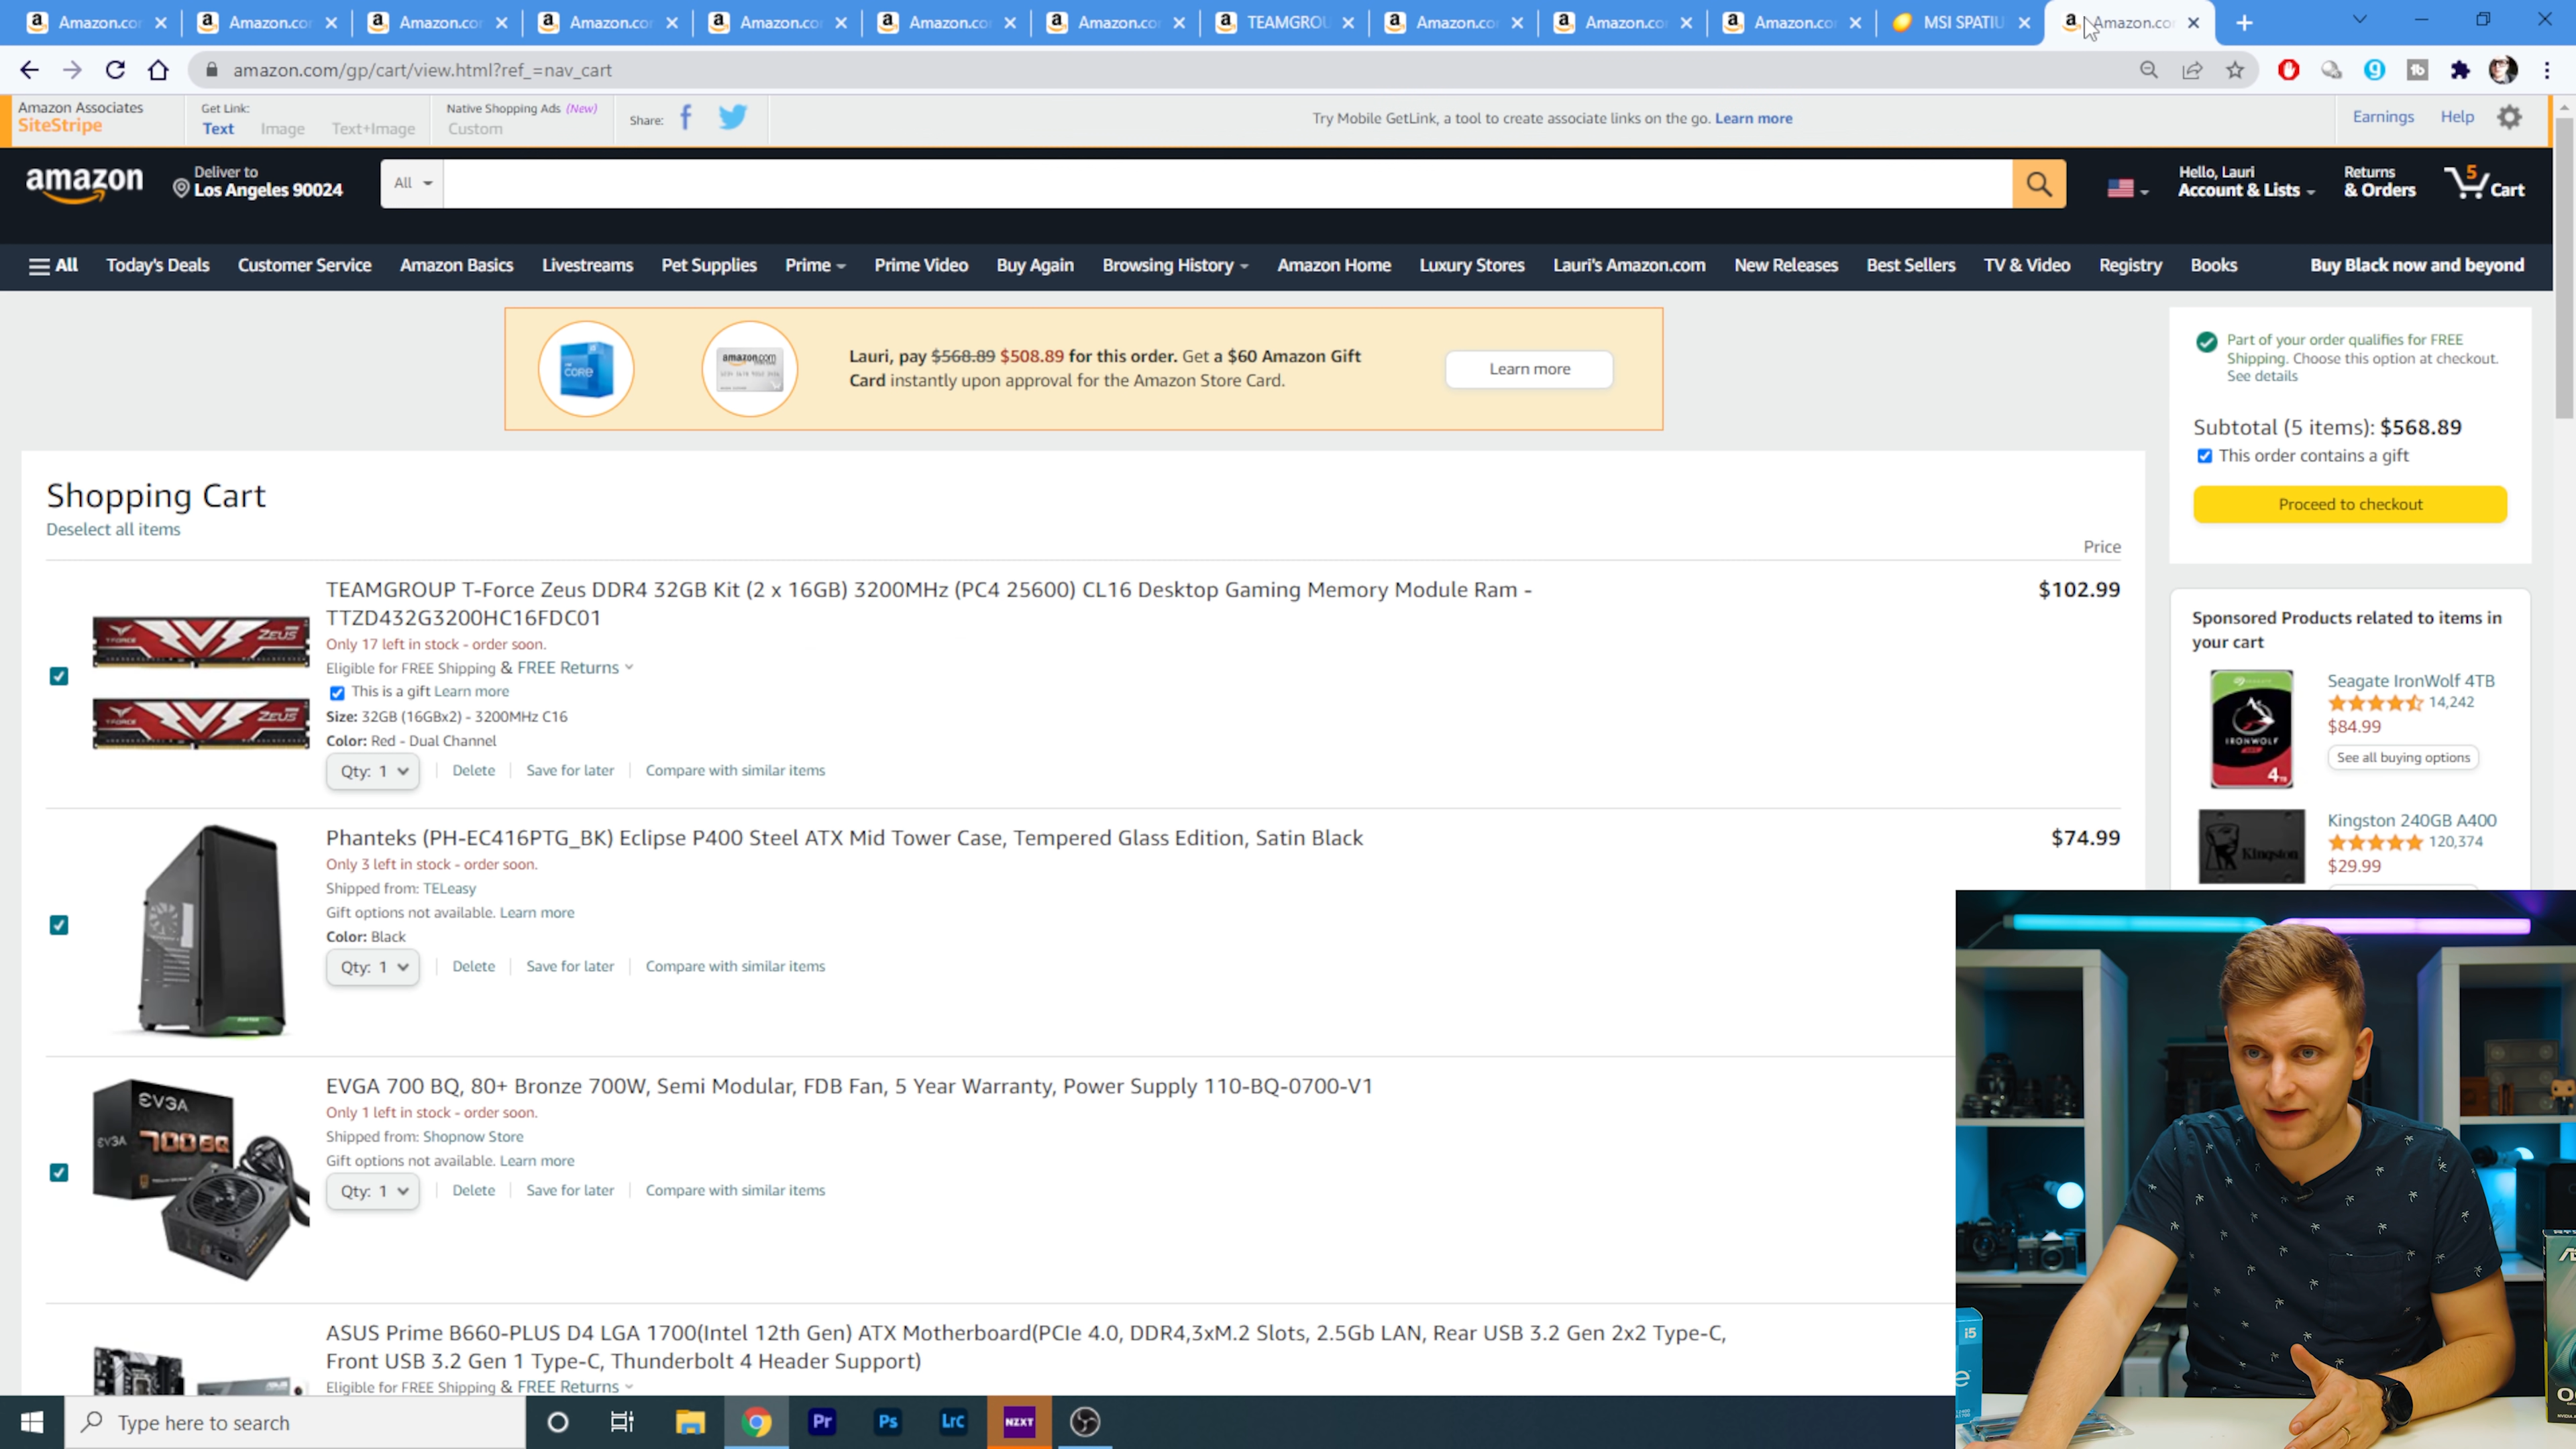 Amazon.co Amazon.co Amazon.co Amazon.co Amazon.co Amazon.co Amazon.co TEAMGROU Amazon.co Amazon.co Amazon.co MSI SPATIU Amazon.co
amazon.com/gp/cart/view.html?ref_=nav_cart
Amazon Associates
SiteStripe
Get Link:
Text Image Text+Image
Native Shopping Ads (New)
Custom
Share:
Try Mobile GetLink, a tool to create associate links on the go. Learn more
Earnings Help
amazon
Deliver to
Los Angeles 90024
All
Hello, Lauri
Account & Lists
Returns
& Orders
5
Cart
All Today's Deals Customer Service Amazon Basics Livestreams Pet Supplies Prime Prime Video Buy Again Browsing History Amazon Home Luxury Stores Lauri's Amazon.com New Releases Best Sellers TV & Video Registry Books Buy Black now and beyond
CORE
amazon.com
Lauri, pay $568.89 $508.89 for this order. Get a $60 Amazon Gift
Card instantly upon approval for the Amazon Store Card.
Learn more
Part of your order qualifies for FREE
Shipping. Choose this option at checkout.
See details
Subtotal (5 items): $568.89
This order contains a gift
Proceed to checkout
Shopping Cart
Deselect all items
Price
TEAMGROUP T-Force Zeus DDR4 32GB Kit (2 x 16GB) 3200MHz (PC4 25600) CL16 Desktop Gaming Memory Module Ram -
TTZD432G3200HC16FDC01
$102.99
Only 17 left in stock - order soon.
Eligible for FREE Shipping & FREE Returns
This is a gift Learn more
Size: 32GB (16GBx2) - 3200MHz C16
Color: Red - Dual Channel
Qty: 1 Delete Save for later Compare with similar items
ZEUS
ZEUS
Sponsored Products related to items in
your cart
Seagate IronWolf 4TB
14,242
$84.99
See all buying options
IRONWOLF
4TB
Kingston 240GB A400
120,374
$29.99
Kingston
Phanteks (PH-EC416PTG_BK) Eclipse P400 Steel ATX Mid Tower Case, Tempered Glass Edition, Satin Black
$74.99
Only 3 left in stock - order soon.
Shipped from: TELeasy
Gift options not available. Learn more
Color: Black
Qty: 1 Delete Save for later Compare with similar items
EVGA 700 BQ, 80+ Bronze 700W, Semi Modular, FDB Fan, 5 Year Warranty, Power Supply 110-BQ-0700-V1
Only 1 left in stock - order soon.
Shipped from: Shopnow Store
Gift options not available. Learn more
Qty: 1 Delete Save for later Compare with similar items
EVGA
EVGA
700 BQ
ASUS Prime B660-PLUS D4 LGA 1700(Intel 12th Gen) ATX Motherboard(PCIe 4.0, DDR4,3xM.2 Slots, 2.5Gb LAN, Rear USB 3.2 Gen 2x2 Type-C,
Front USB 3.2 Gen 1 Type-C, Thunderbolt 4 Header Support)
Eligible for FREE Shipping & FREE Returns
i5
Type here to search
Pr Ps LrC NZXT